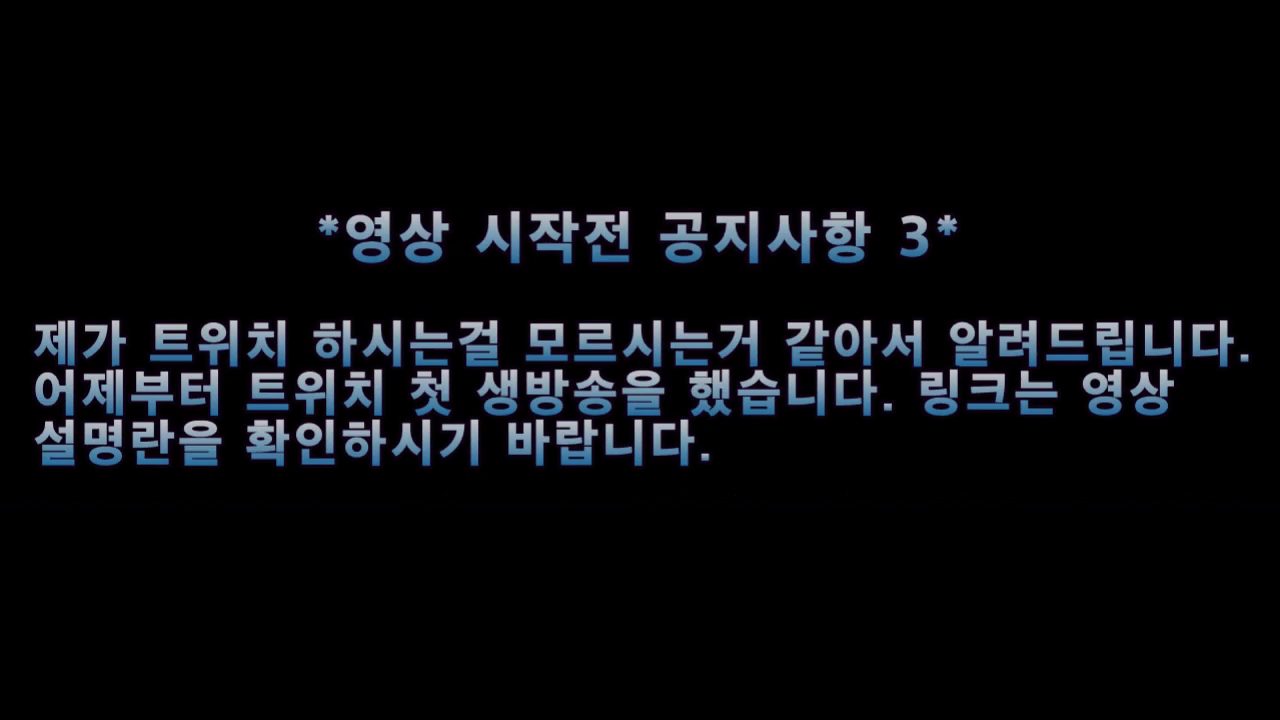 *영상 시작전 공지사항 3*
제가 트위치 하시는걸 모르시는거 같아서 알려드립니다.
어제부터 트위치 첫 생방송을 했습니다. 링크는 영상
설명란을 확인하시기 바랍니다.